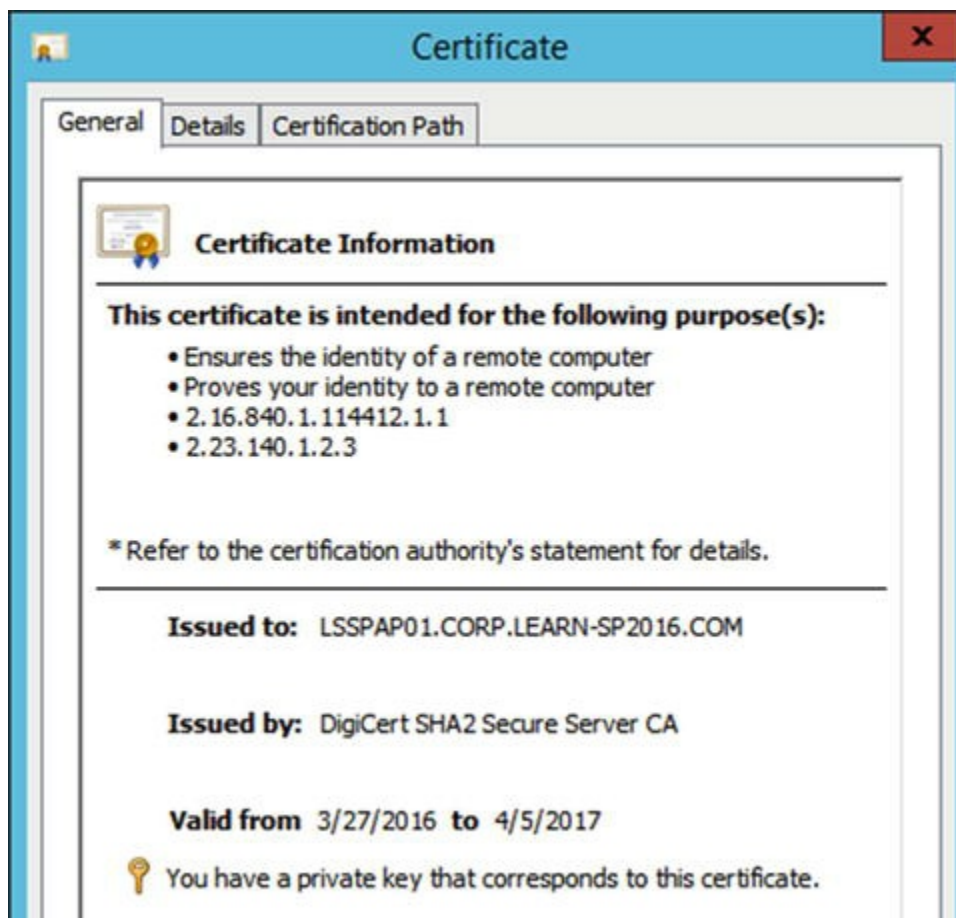 Certificate
x
General Details Certification Path
Certificate Information
This certificate is intended for the following purpose(s):
• Ensures the identity of a remote computer
• Proves your identity to a remote computer
• 2.16.840.1.114412.1.1
• 2.23.140.1.2.3
* Refer to the certification authority's statement for details.
Issued to: LSSPAP01.CORP.LEARN-SP2016.COM
Issued by: DigiCert SHA2 Secure Server CA
Valid from 3/27/2016 to 4/5/2017
You have a private key that corresponds to this certificate.